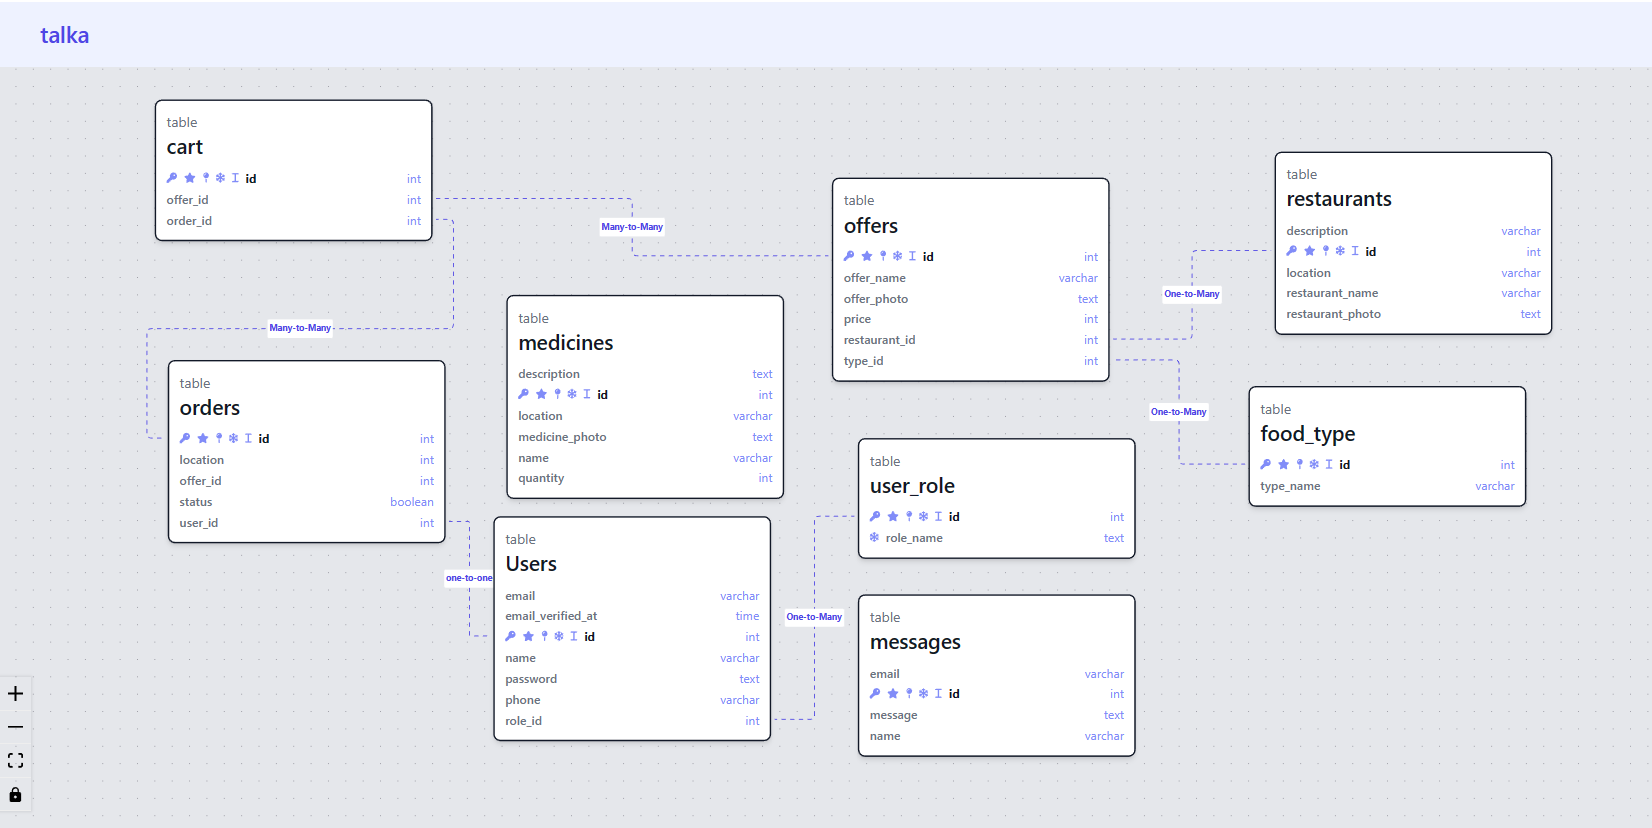 talka
table
cart
id int
offer_id int
order_id int
Many-to-Many
Many-to-Many
table
orders
id int
location int
offer_id int
status boolean
user_id int
one-to-one
table
medicines
description text
id int
location varchar
medicine_photo text
name varchar
quantity int
table
Users
email varchar
email_verified_at time
id int
name varchar
password text
phone varchar
role_id int
One-to-Many
table
offers
id int
offer_name varchar
offer_photo text
price int
restaurant_id int
type_id int
One-to-Many
One-to-Many
table
user_role
id int
role_name text
table
messages
email varchar
id int
message text
name varchar
table
restaurants
description varchar
id int
location varchar
restaurant_name varchar
restaurant_photo text
table
food_type
id int
type_name varchar